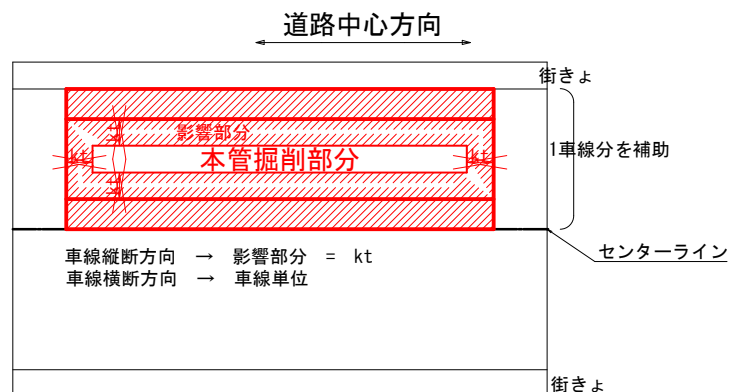 道路中心方向
街きょ
kt
影響部分
kt
本管掘削部分
kt
kt
1車線分を補助
センターライン
車線縦断方向 → 影響部分 = kt
車線横断方向 → 車線単位
街きょ